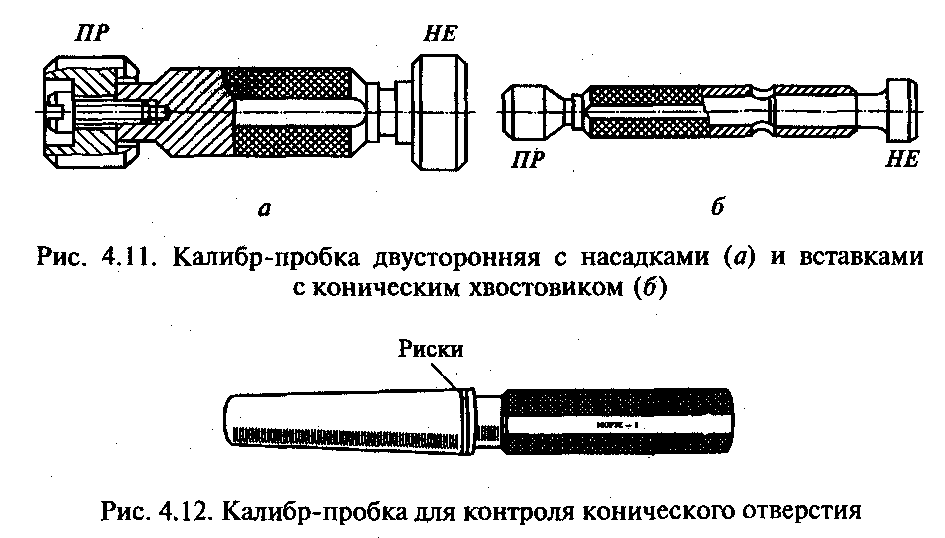 ПР НЕ
ПР НЕ
а б
Рис. 4.11. Калибр-пробка двусторонняя с насадками (а) и вставками
с коническим хвостовиком (б)
Риски
Рис. 4.12. Калибр-пробка для контроля конического отверстия